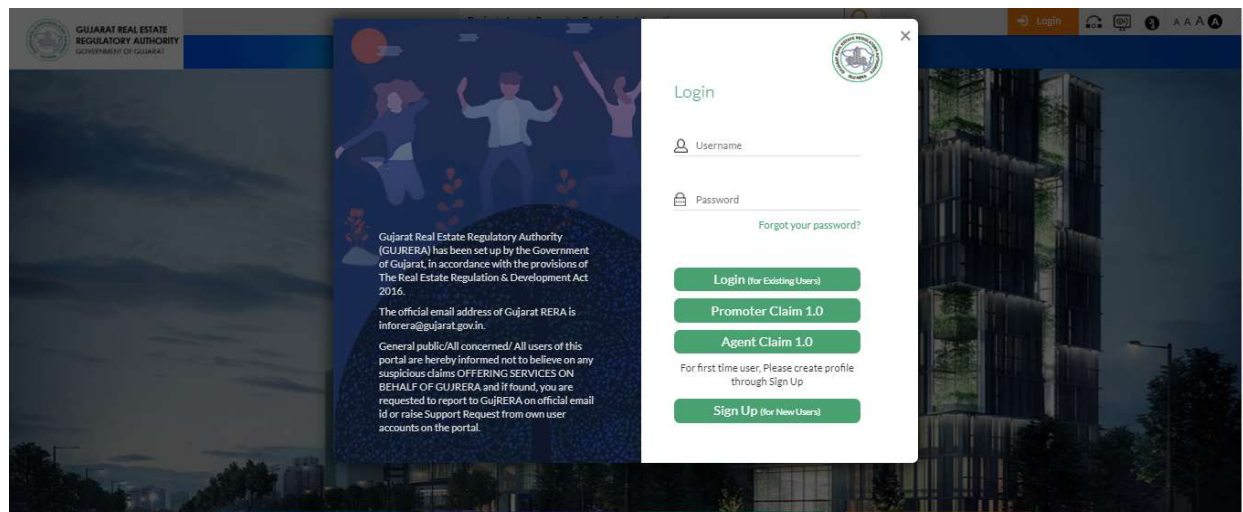 GUJARAT REAL ESTATE
REGULATORY AUTHORITY
GOVERNMENT OF GUJARAT
Login
A A A A
Login
Username
Password
Forgot your password?
Gujarat Real Estate Regulatory Authority
(GUJRERA) has been set up by the Government
of Gujarat, in accordance with the provisions of
The Real Estate Regulation & Development Act
2016.
The official email address of Gujarat RERA is
inforera@gujarat.gov.in.
General public/All concerned/ All users of this
portal are hereby informed not to believe on any
suspicious claims OFFERING SERVICES ON
BEHALF OF GUJRERA and if found, you are
requested to report to GujRERA on official email
id or raise Support Request from own user
accounts on the portal.
Login (for Existing Users)
Promoter Claim 1.0
Agent Claim 1.0
For first time user, Please create profile
through Sign Up
Sign Up (for New Users)